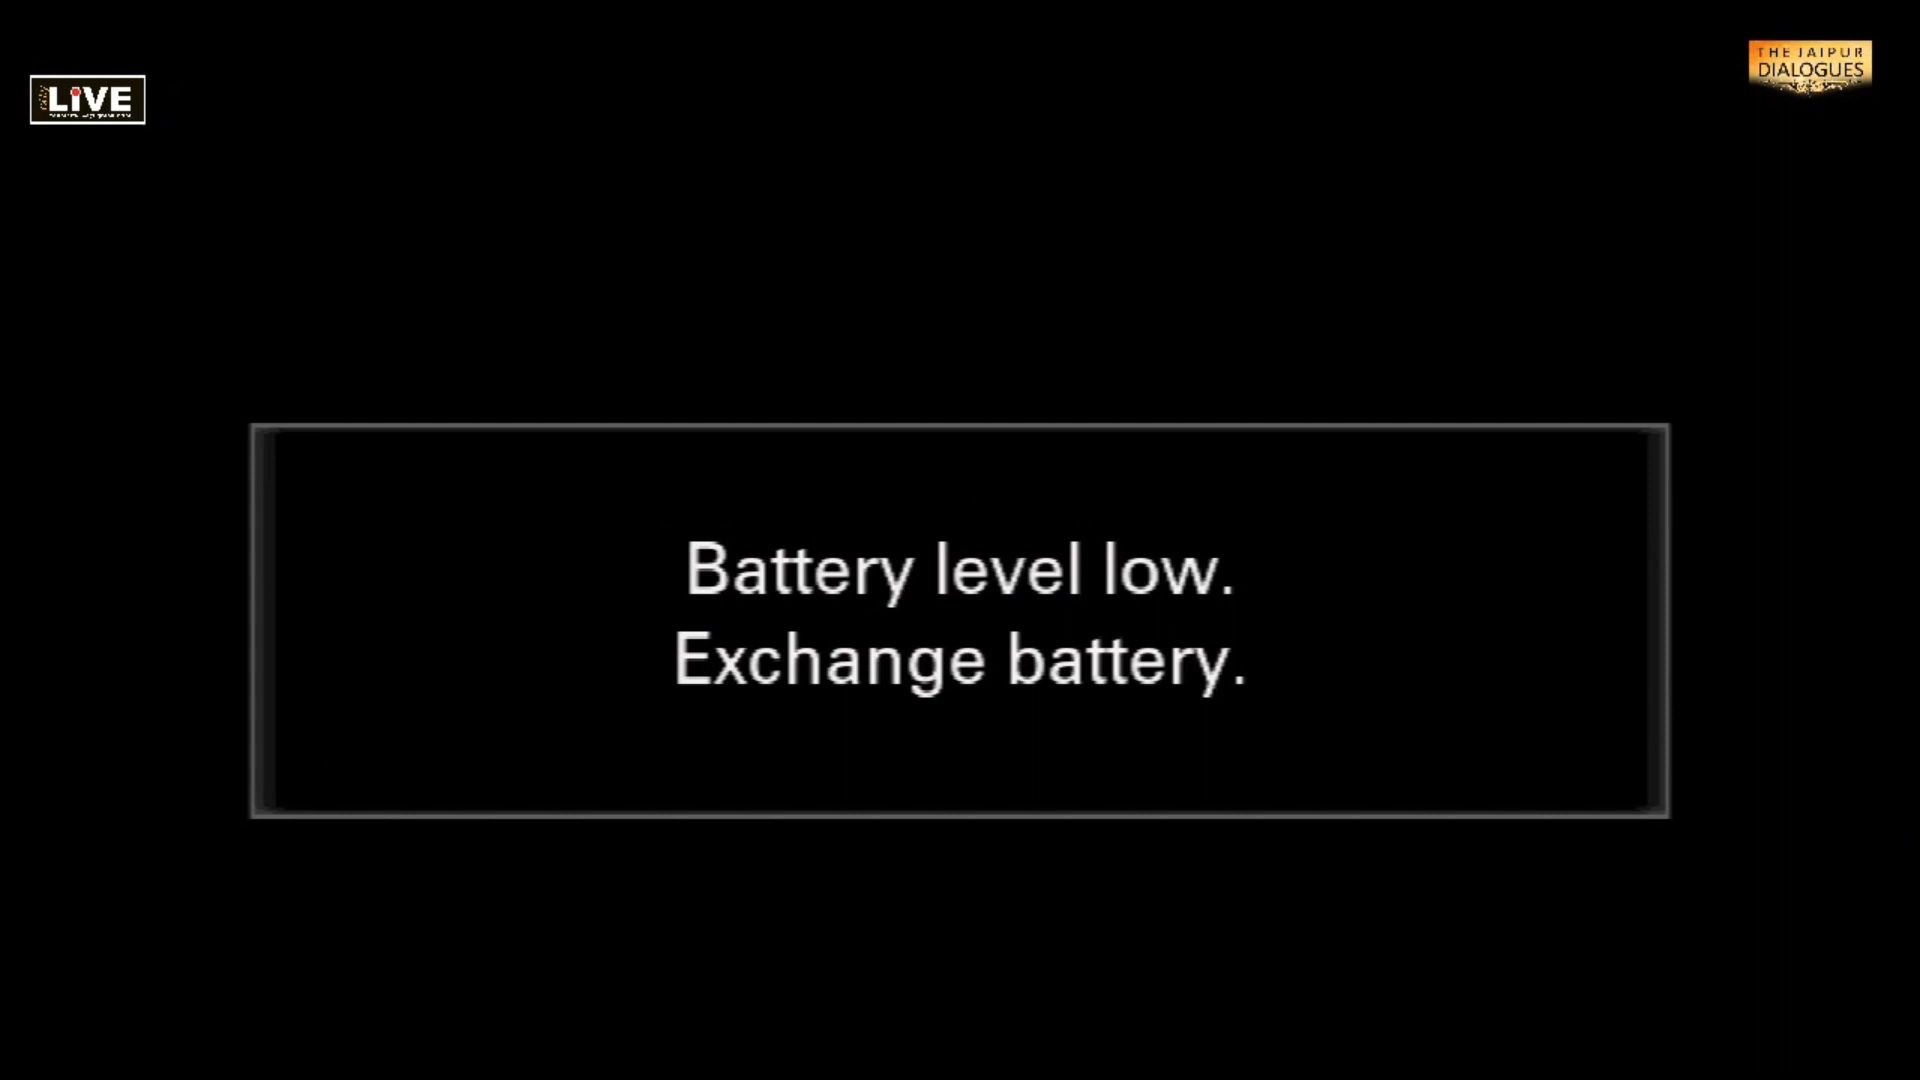 LiVE
THE JAIPUR
DIALOGUES
Battery level low.
Exchange battery.